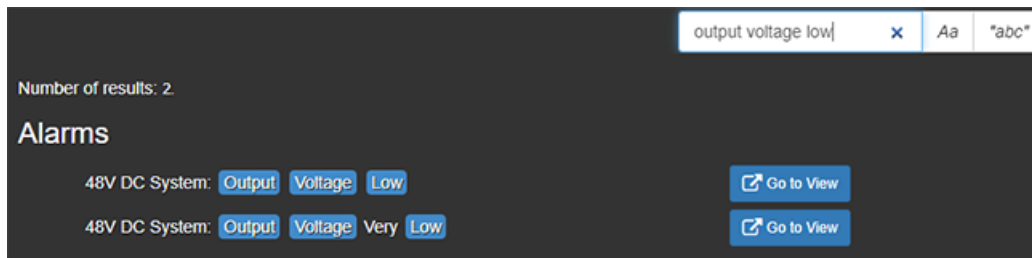 output voltage low × Aa "abc"
Number of results: 2.
Alarms
48V DC System: Output Voltage Low Go to View
48V DC System: Output Voltage Very Low Go to View